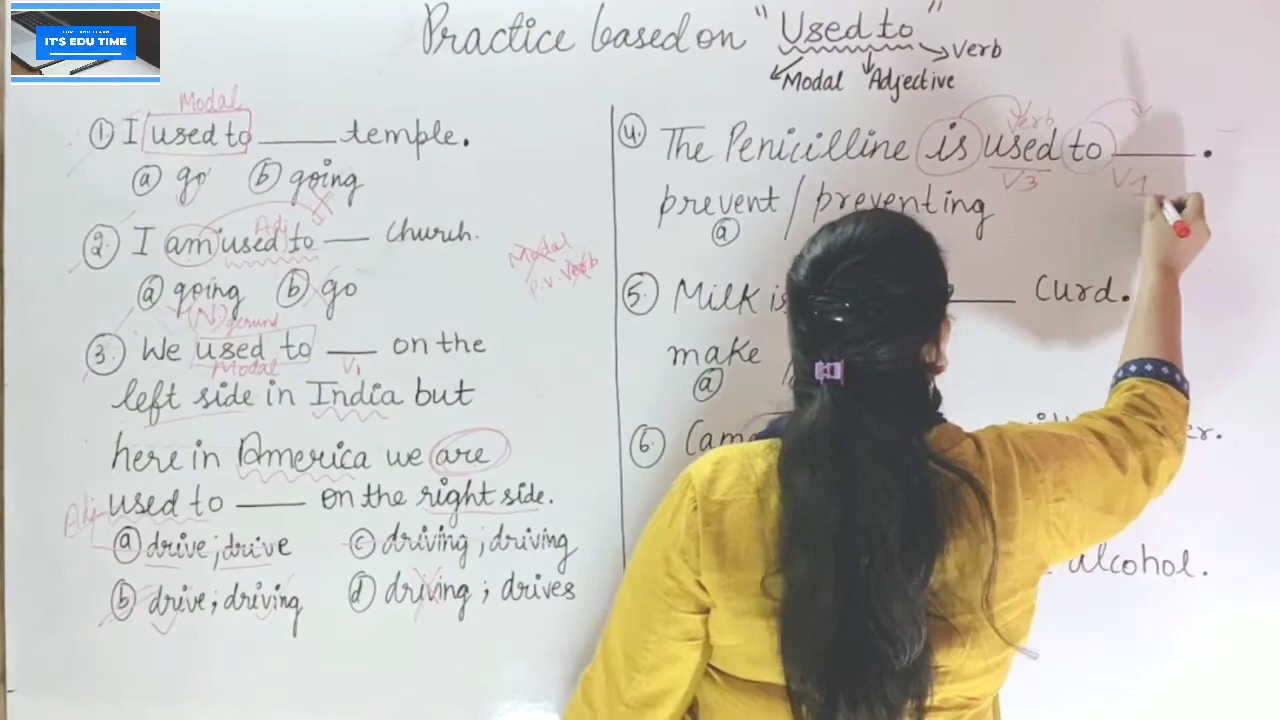 IT'S EDU TIME
Practice based on "Used to"
Modal Adjective Verb
Modal
① I used to ____ temple.
ⓐ go ⓑ going
Adj
② I am used to ___ church.
ⓐ going ⓑ go
(N) gerund
③ We used to ___ on the
Modal V1
left side in India but
here in America we are
Adj used to ____ on the right side.
ⓐ drive; drive ⓒ driving; driving
ⓑ drive; driving ⓓ driving; drives
Modal
P.V. Verb
Verb
④ The Penicilline is used to ____.
V3 V1
prevent / preventing
ⓐ
⑤ Milk is ____ Curd.
make
ⓐ
⑥ Came
alcohol.